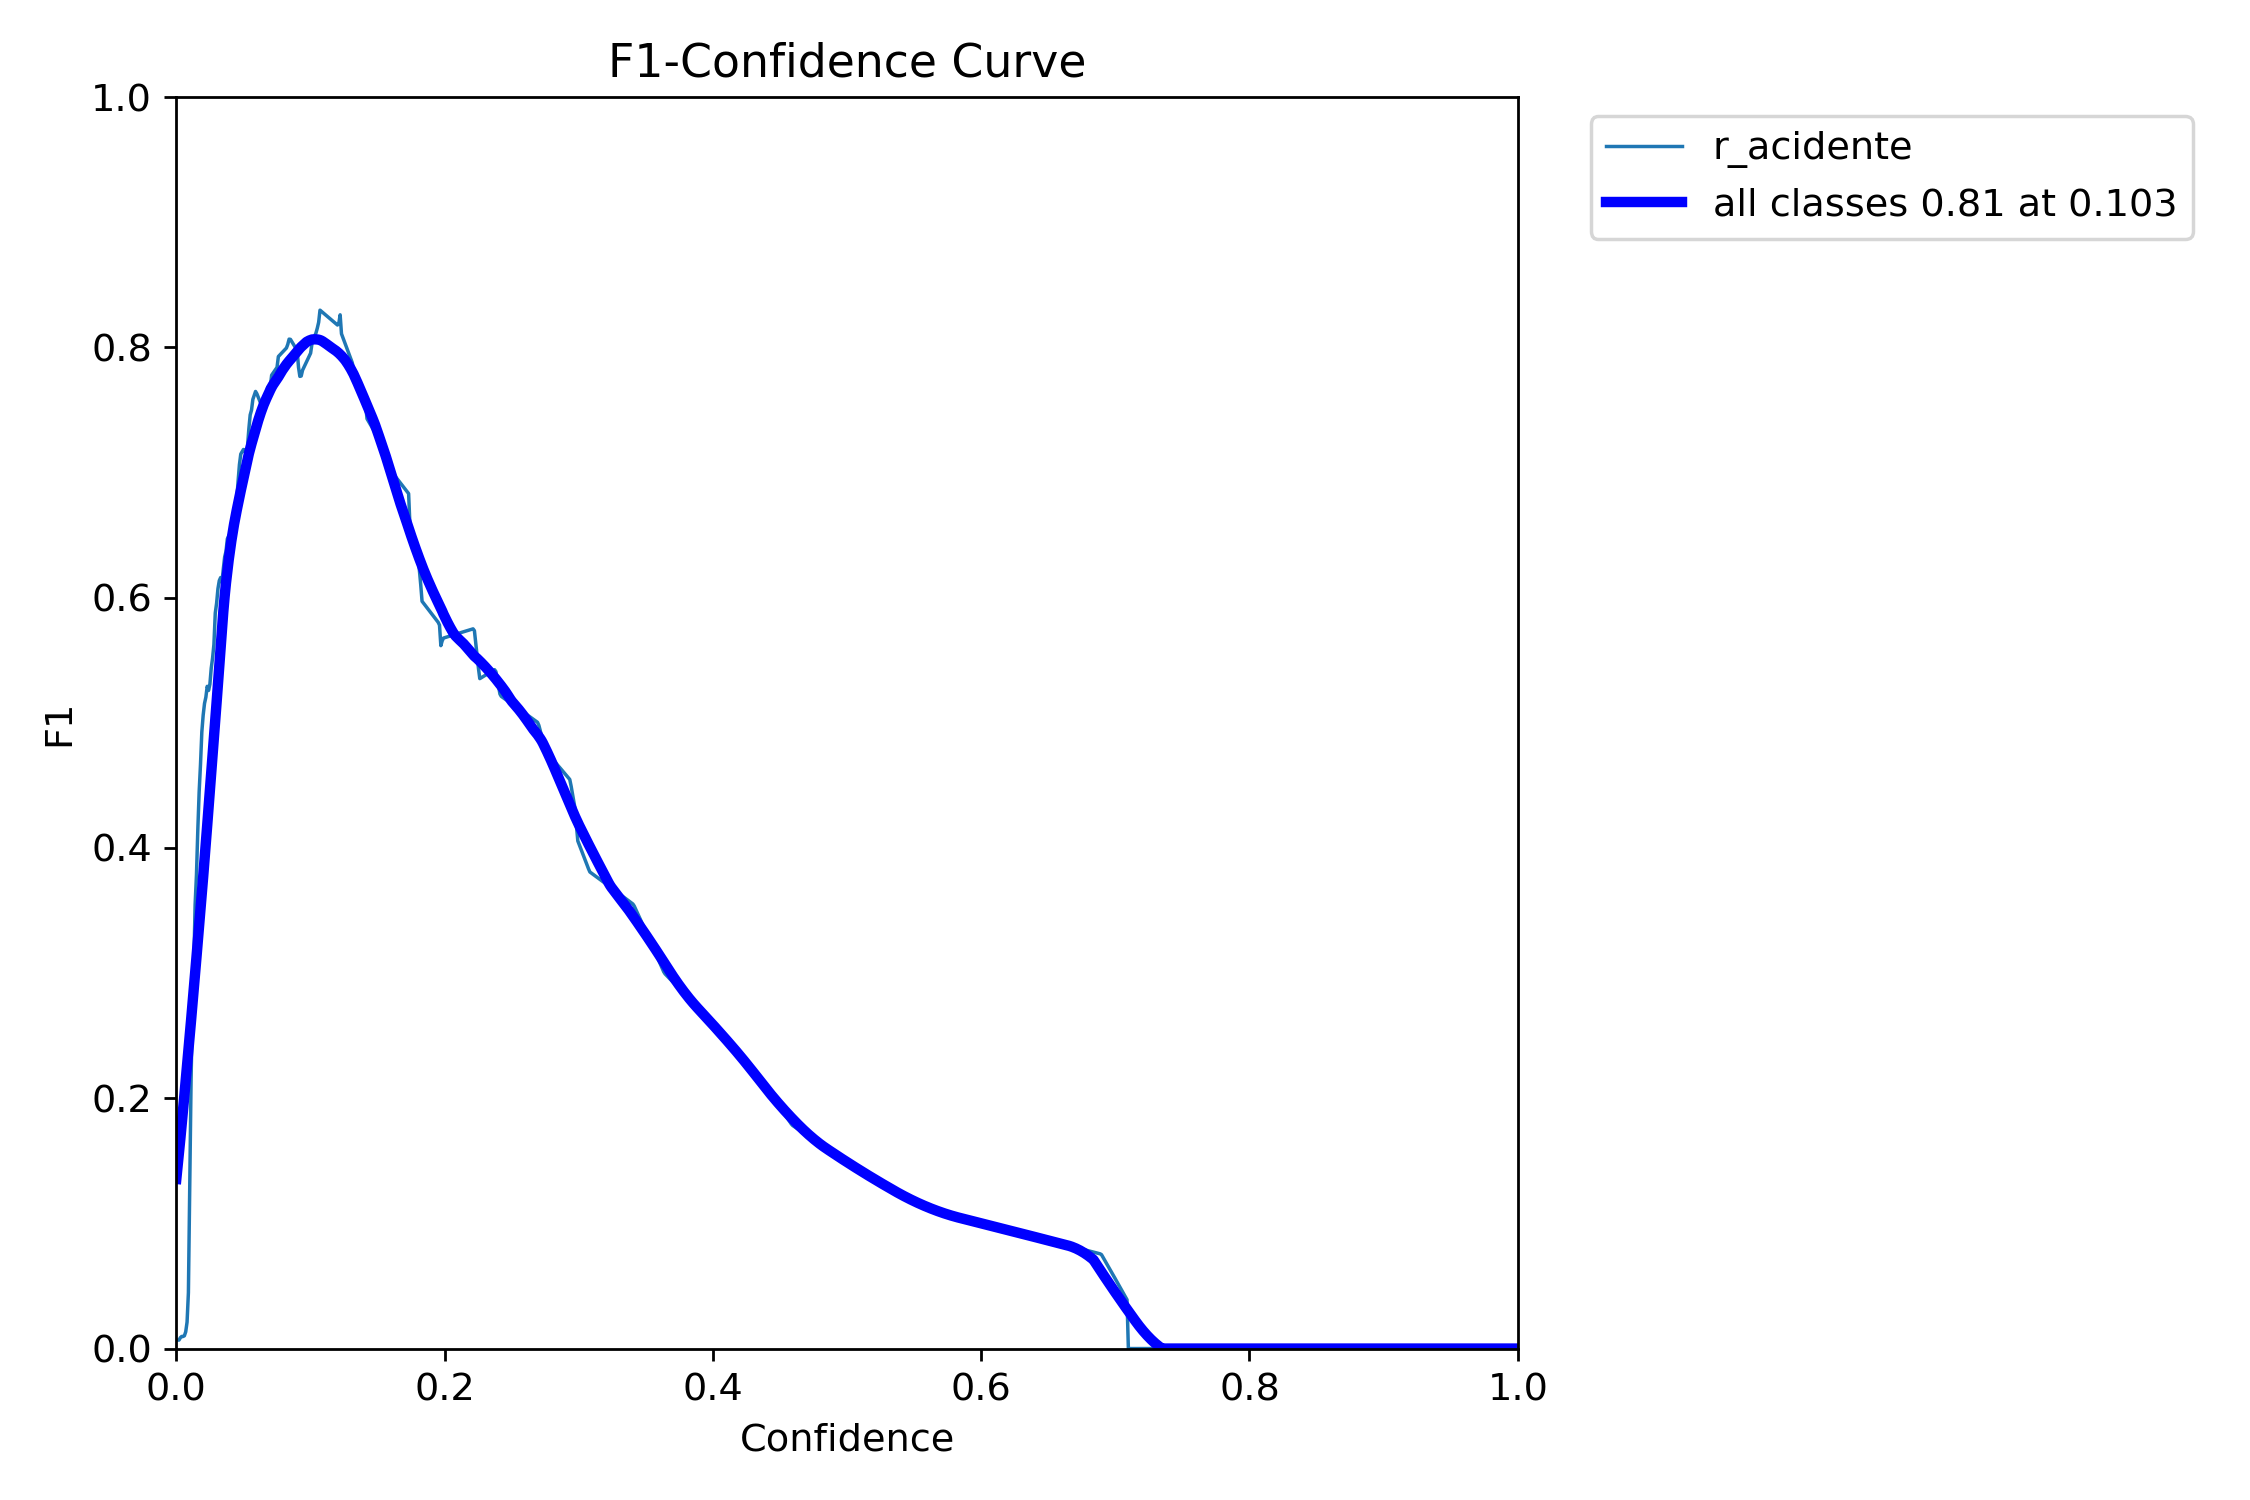 F1-Confidence Curve
1.0
0.8
0.6
0.4
0.2
0.0
F1
0.0 0.2 0.4 0.6 0.8 1.0
Confidence
r_acidente
all classes 0.81 at 0.103